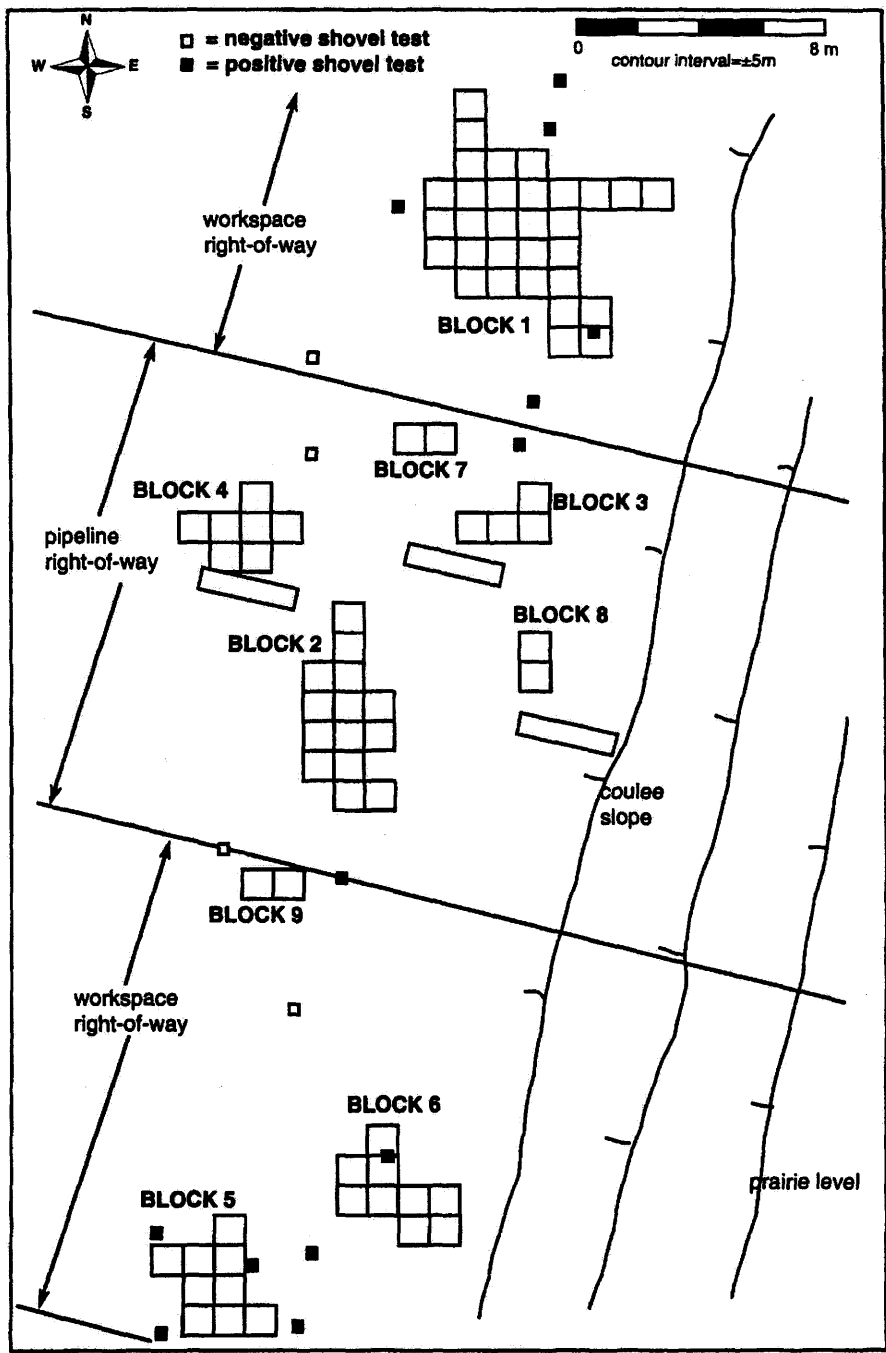 N
W E
S
= negative shovel test
= positive shovel test
0 8 m
contour interval=±5m
workspace
right-of-way
BLOCK 1
BLOCK 7
BLOCK 4
BLOCK 3
pipeline
right-of-way
BLOCK 8
BLOCK 2
coulee
slope
BLOCK 9
workspace
right-of-way
BLOCK 6
prairie level
BLOCK 5